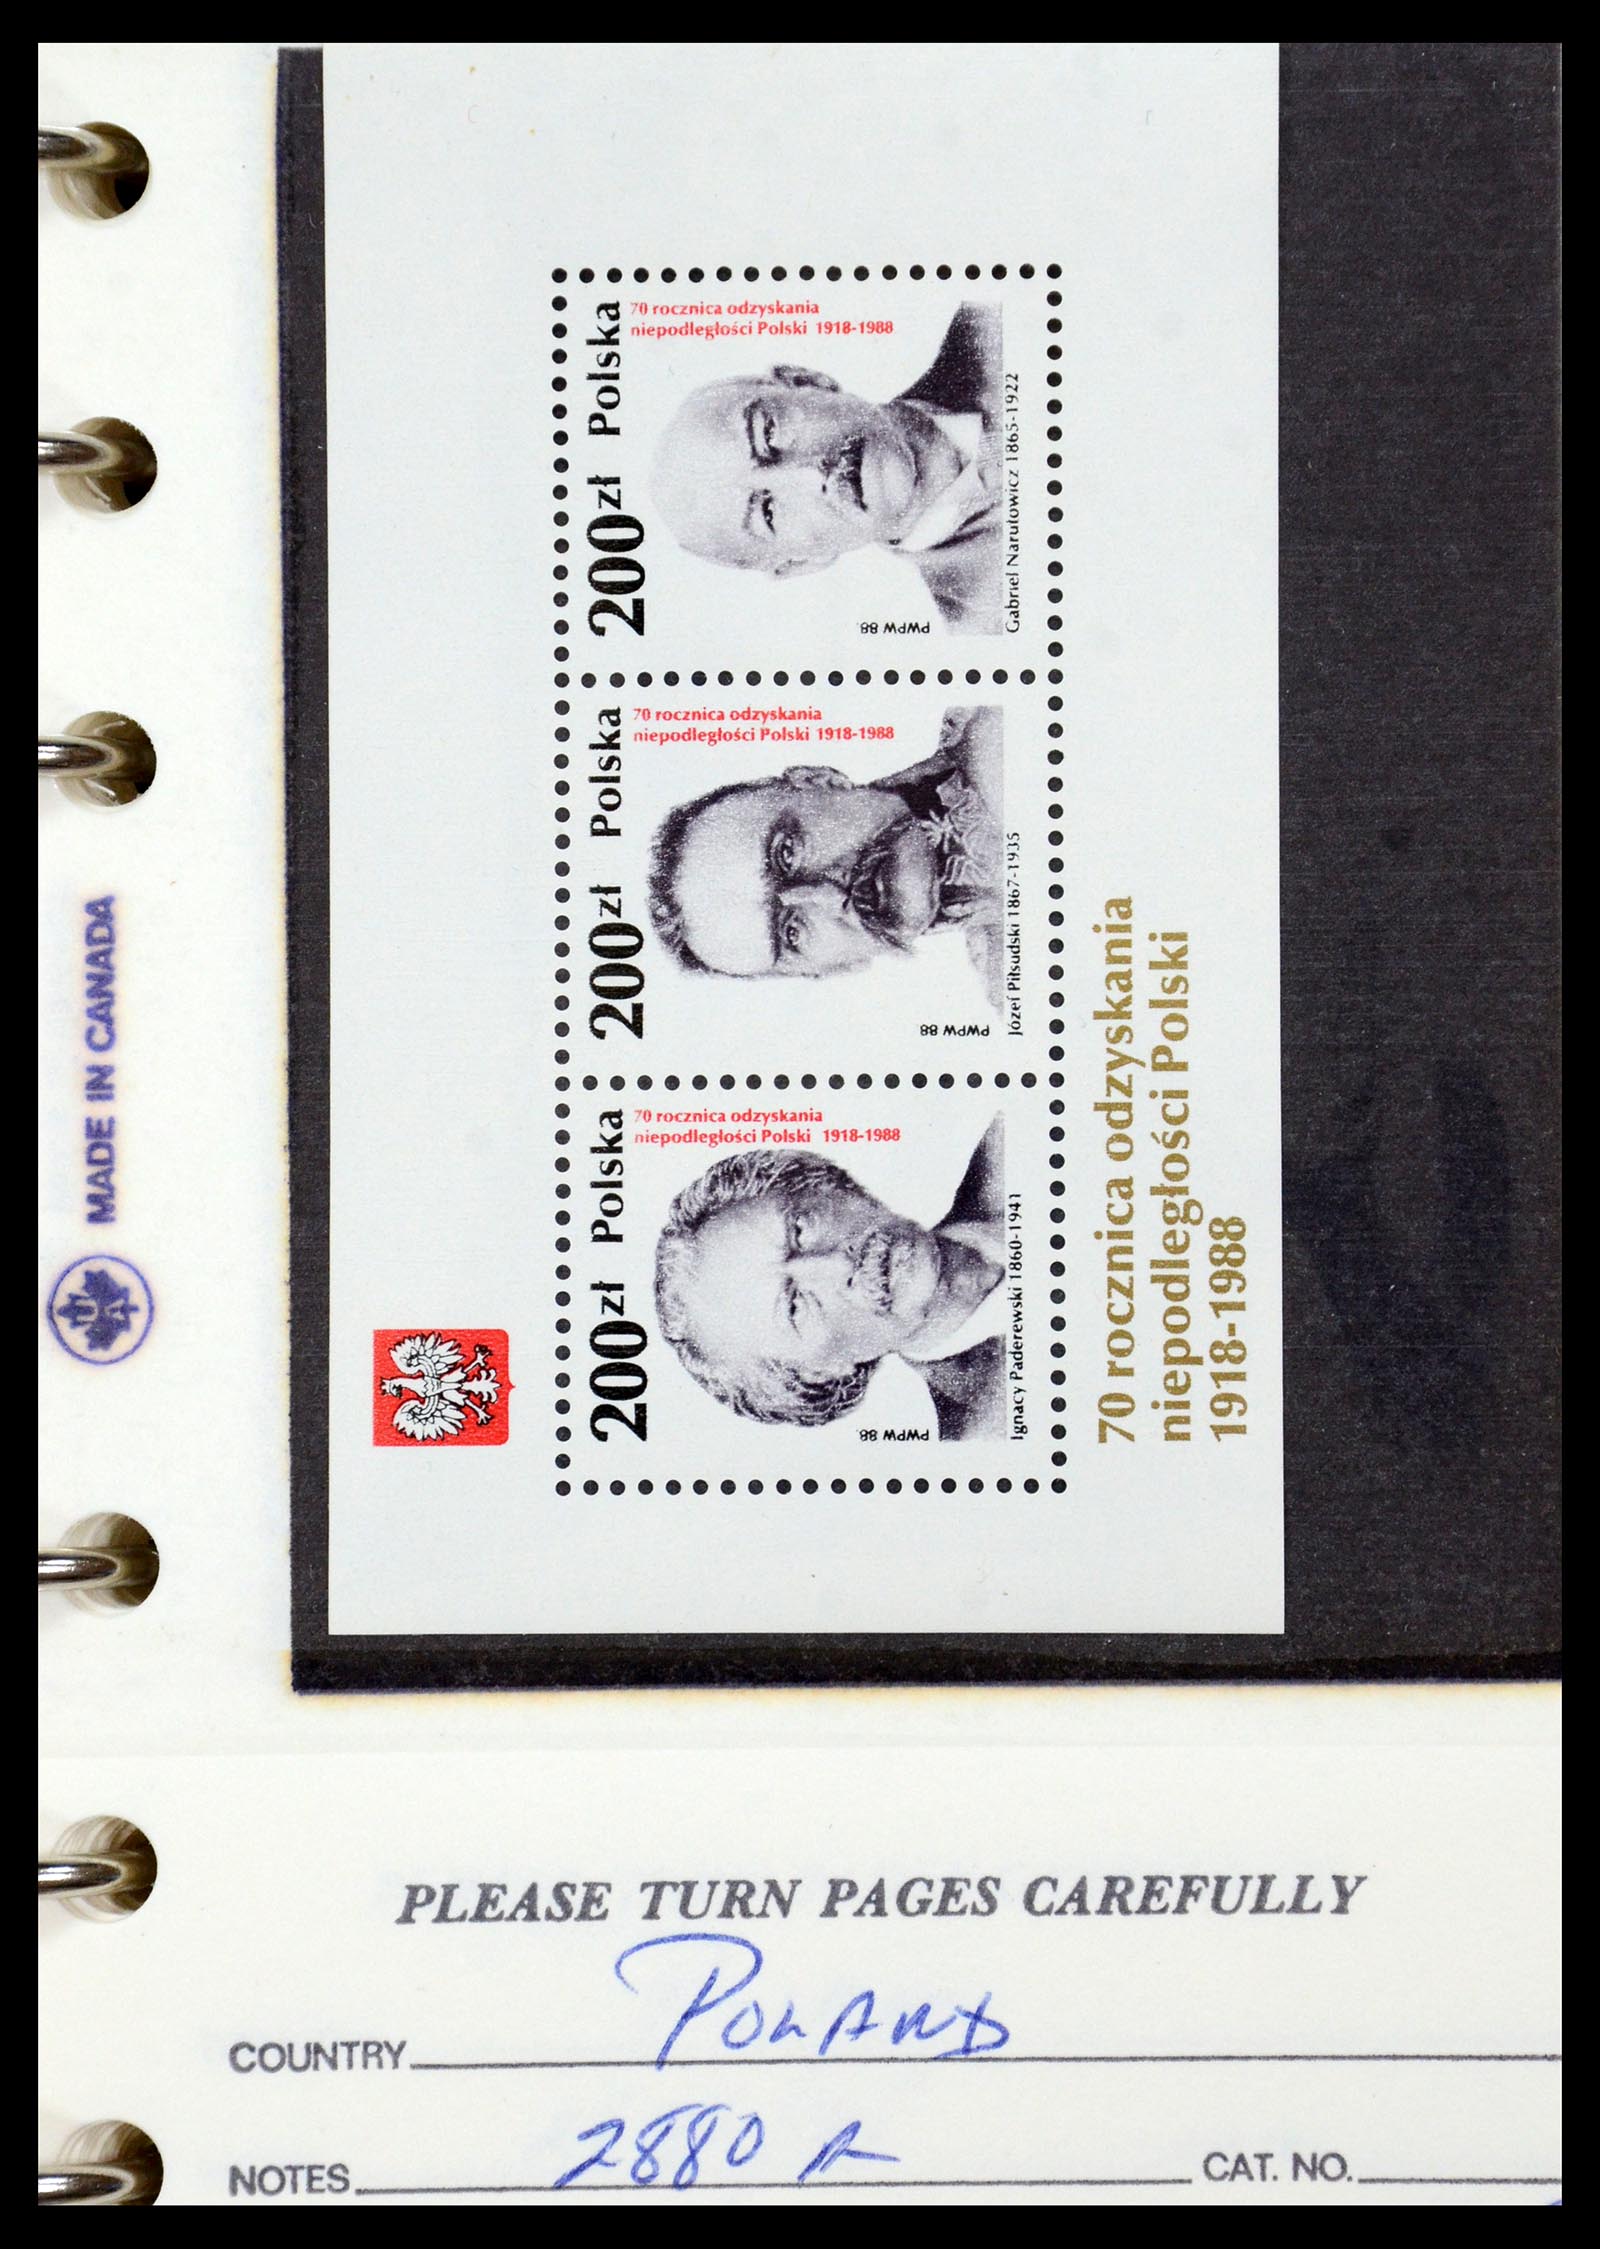 70 rocznica odzyskania
niepodległości Polski 1918-1988
200zł Polska
Gabriel Narutowicz 1865-1922
PWPW 88.
70 rocznica odzyskania
niepodległości Polski 1918-1988
200zł Polska
Józef Piłsudski 1867-1935
PWPW 88
70 rocznica odzyskania
niepodległości Polski 1918-1988
200zł Polska
Ignacy Paderewski 1860-1941
PWPW 88.
70 rocznica odzyskania
niepodległości Polski
1918-1988
MADE IN CANADA
PLEASE TURN PAGES CAREFULLY
COUNTRY POLAND
NOTES 2880 A CAT. NO.